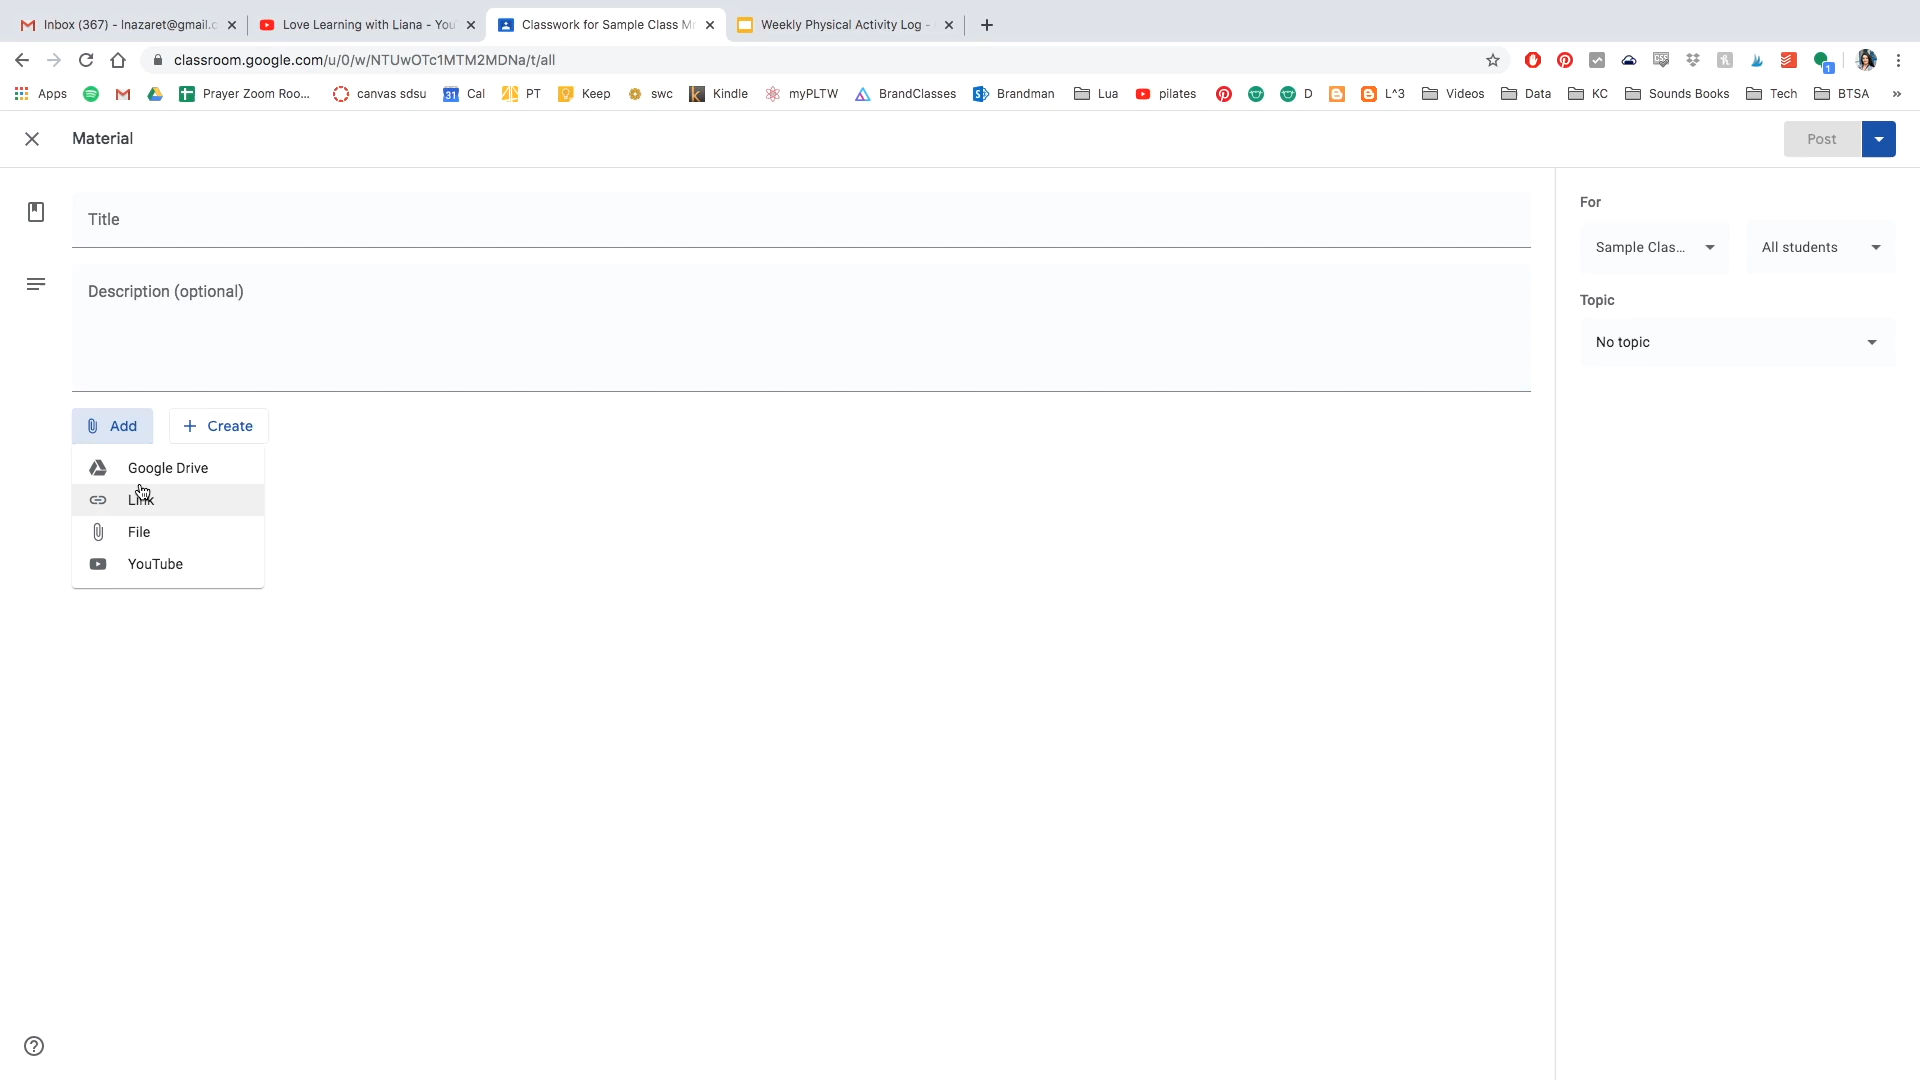 Inbox (367) - lnazaret@gmail.c
Love Learning with Liana - You
Classwork for Sample Class Mr
Weekly Physical Activity Log -
classroom.google.com/u/0/w/NTUwOTc1MTM2MDNa/t/all
Apps
Prayer Zoom Roo...
canvas sdsu
31
Cal
PT
Keep
swc
Kindle
myPLTW
BrandClasses
Brandman
Lua
pilates
D
L^3
Videos
Data
KC
Sounds Books
Tech
BTSA
»
Material
Post
Title
For
Sample Clas...
All students
Description (optional)
Topic
No topic
Add
Create
Google Drive
Link
File
YouTube